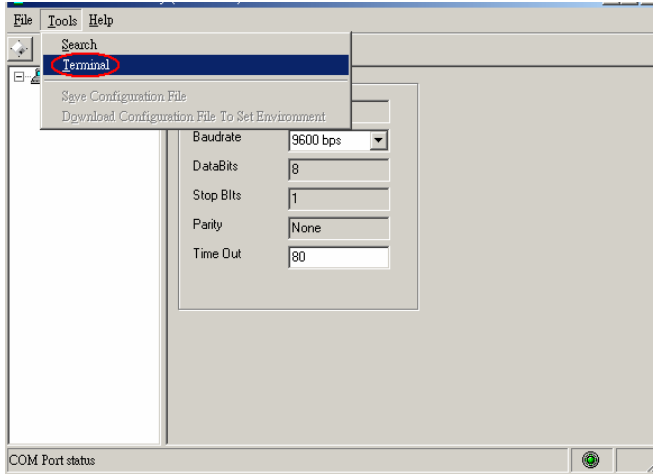 File Tools Help
Search
Terminal
Save Configuration File
Download Configuration File To Set Environment
Baudrate 9600 bps
DataBits 8
Stop BIts 1
Parity None
Time Out 80
COM Port status